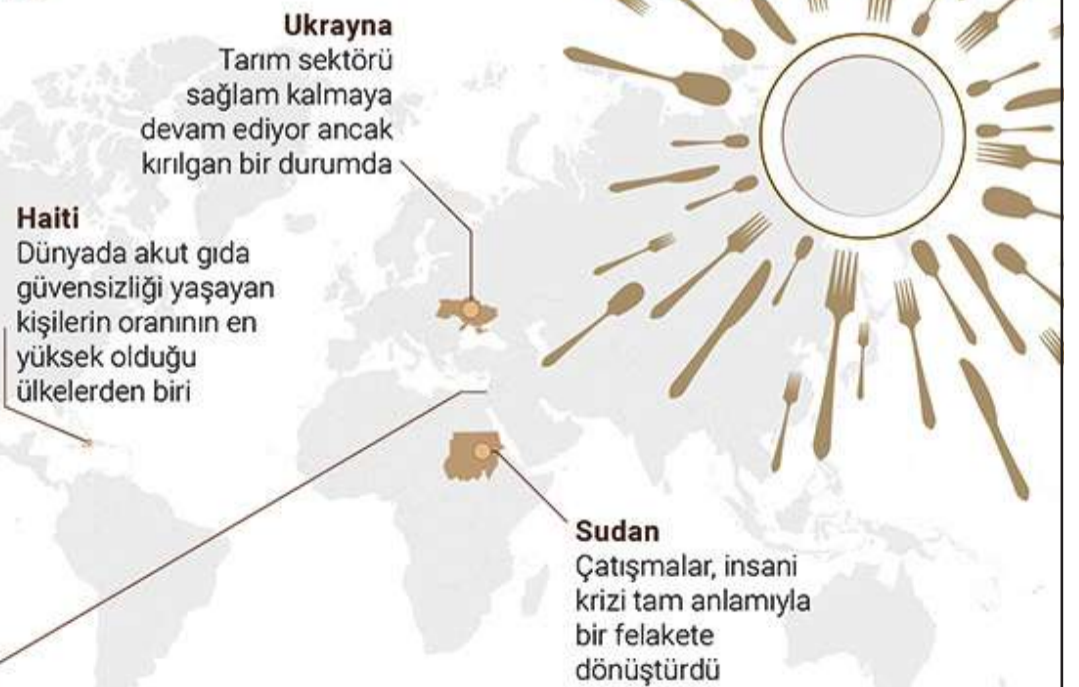 Ukrayna
Tarım sektörü
sağlam kalmaya
devam ediyor ancak
kırılgan bir durumda
Haiti
Dünyada akut gıda
güvensizliği yaşayan
kişilerin oranının en
yüksek olduğu
ülkelerden biri
Sudan
Çatışmalar, insani
krizi tam anlamıyla
bir felakete
dönüştürdü